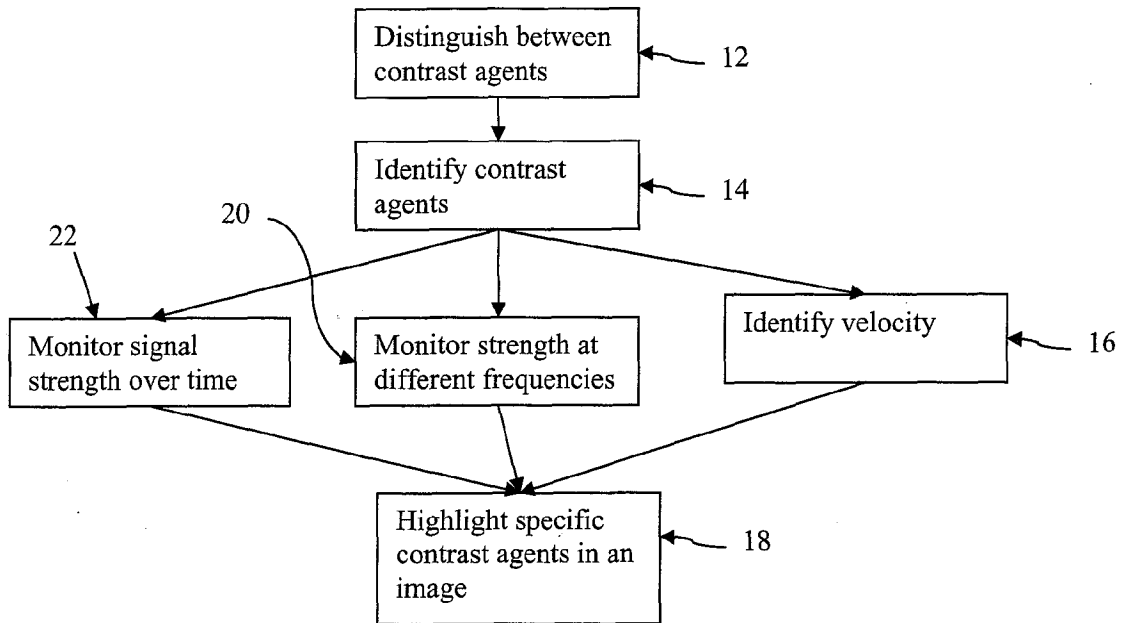 Distinguish between
contrast agents
12
Identify contrast
agents
14
20
22
Monitor signal
strength over time
Monitor strength at
different frequencies
Identify velocity
16
Highlight specific
contrast agents in an
image
18